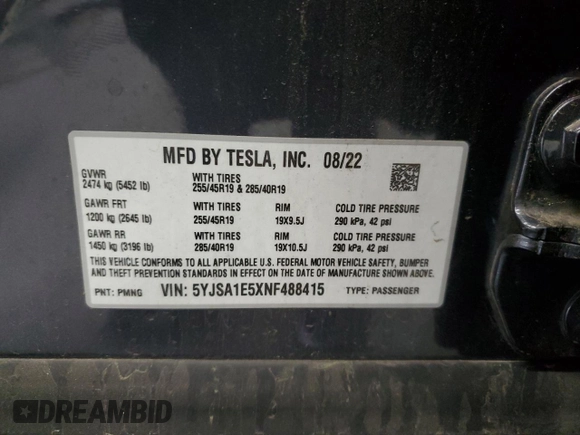 MFD BY TESLA, INC. 08/22
GVWR
2474 kg (5452 lb)
WITH TIRES
255/45R19 & 285/40R19
GAWR FRT
1200 kg (2645 lb)
WITH TIRES
255/45R19
RIM
19X9.5J
COLD TIRE PRESSURE
290 kPa, 42 psi
GAWR RR
1450 kg (3196 lb)
WITH TIRES
285/40R19
RIM
19X10.5J
COLD TIRE PRESSURE
290 kPa, 42 psi
THIS VEHICLE CONFORMS TO ALL APPLICABLE U.S. FEDERAL MOTOR VEHICLE SAFETY, BUMPER
AND THEFT PREVENTION STANDARDS IN EFFECT ON THE DATE OF MANUFACTURE SHOWN ABOVE.
PNT: PMNG VIN: 5YJSA1E5XNF488415 TYPE: PASSENGER
DREAMBID